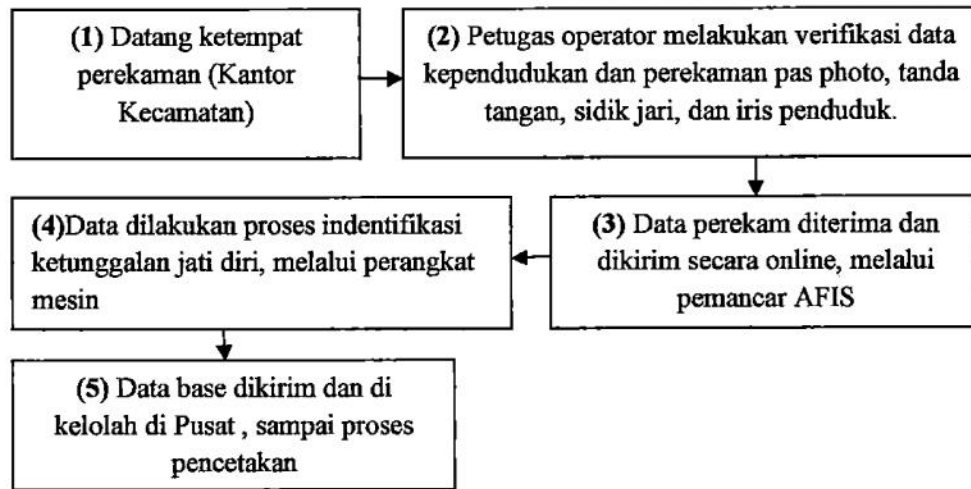 (1) Datang ketempat
perekaman (Kantor
Kecamatan)
(2) Petugas operator melakukan verifikasi data
kependudukan dan perekaman pas photo, tanda
tangan, sidik jari, dan iris penduduk.
(3) Data perekam diterima dan
dikirim secara online, melalui
pemancar AFIS
(4)Data dilakukan proses indentifikasi
ketunggalan jati diri, melalui perangkat
mesin
(5) Data base dikirim dan di
kelolah di Pusat , sampai proses
pencetakan